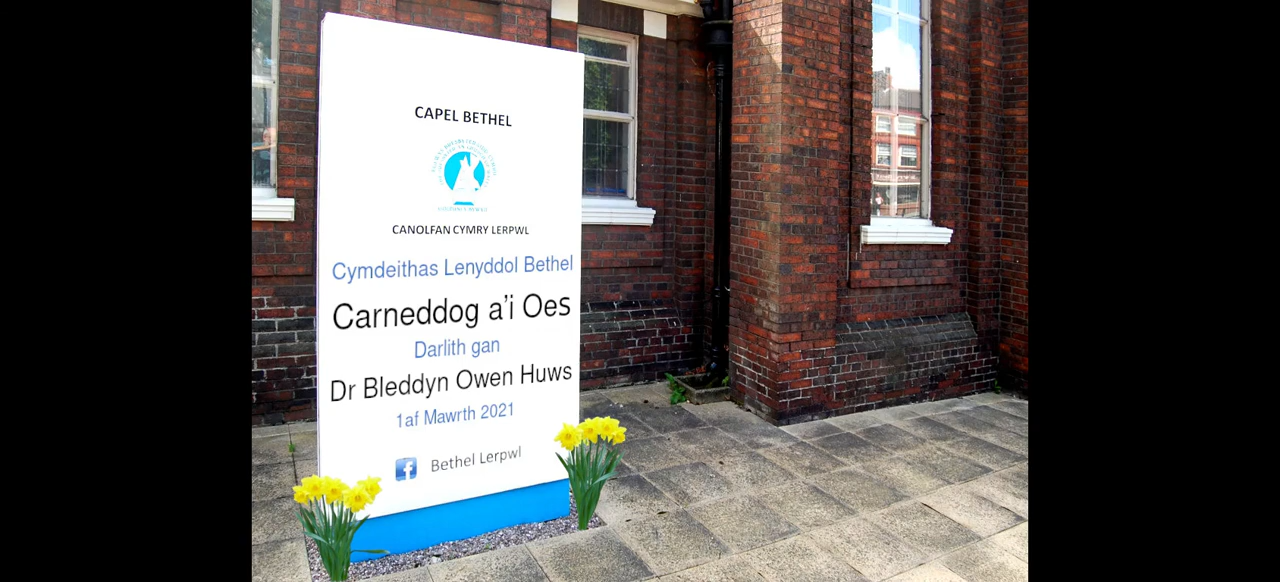 CAPEL BETHEL
CANOLFAN CYMRY LERPWL
Cymdeithas Lenyddol Bethel
Carneddog a'i Oes
Darlith gan
Dr Bleddyn Owen Huws
1af Mawrth 2021
f Bethel Lerpwl